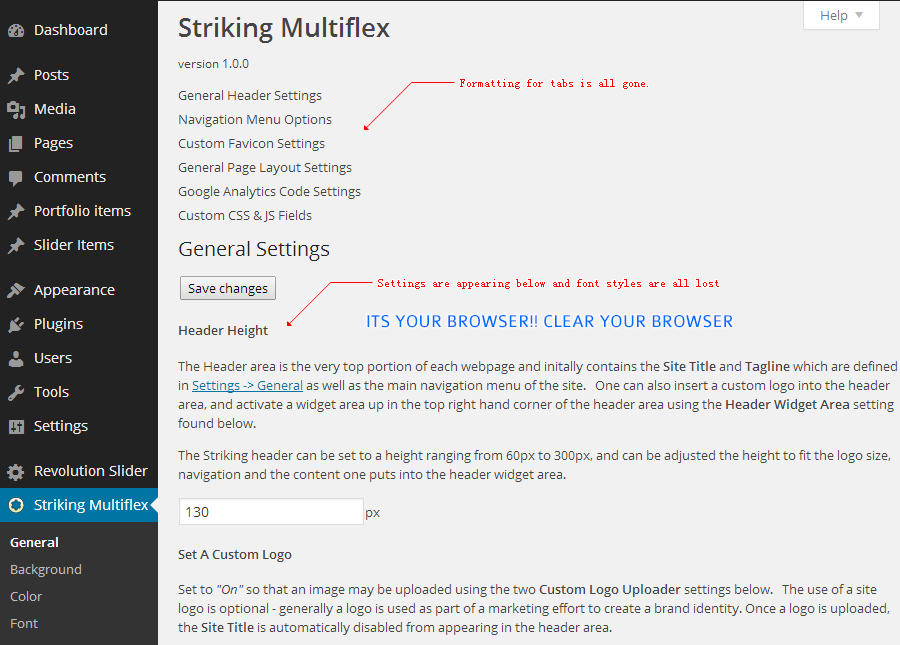 Dashboard
Posts
Media
Pages
Comments
Portfolio items
Slider Items
Appearance
Plugins
Users
Tools
Settings
Revolution Slider
Striking Multiflex
General
Background
Color
Font
Help
Striking Multiflex
version 1.0.0
Formatting for tabs is all gone.
General Header Settings
Navigation Menu Options
Custom Favicon Settings
General Page Layout Settings
Google Analytics Code Settings
Custom CSS & JS Fields
General Settings
Save changes
Settings are appearing below and font styles are all lost
ITS YOUR BROWSER!! CLEAR YOUR BROWSER
Header Height
The Header area is the very top portion of each webpage and initally contains the Site Title and Tagline which are defined
in Settings -> General as well as the main navigation menu of the site. One can also insert a custom logo into the header
area, and activate a widget area up in the top right hand corner of the header area using the Header Widget Area setting
found below.
The Striking header can be set to a height ranging from 60px to 300px, and can be adjusted the height to fit the logo size,
navigation and the content one puts into the header widget area.
130 px
Set A Custom Logo
Set to "On" so that an image may be uploaded using the two Custom Logo Uploader settings below. The use of a site
logo is optional - generally a logo is used as part of a marketing effort to create a brand identity. Once a logo is uploaded,
the Site Title is automatically disabled from appearing in the header area.